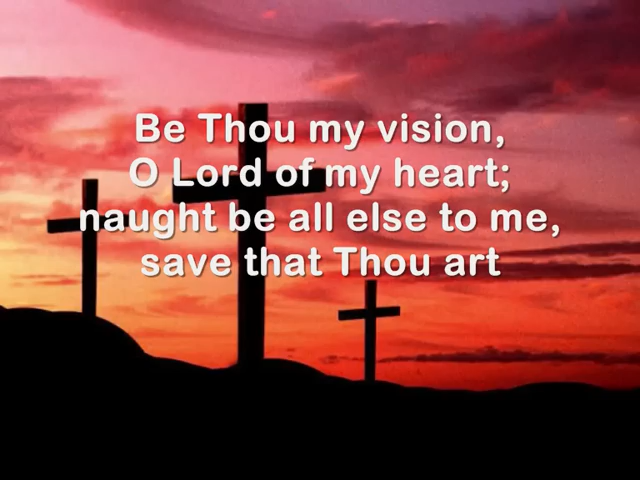 Be Thou my vision,
O Lord of my heart;
naught be all else to me,
save that Thou art